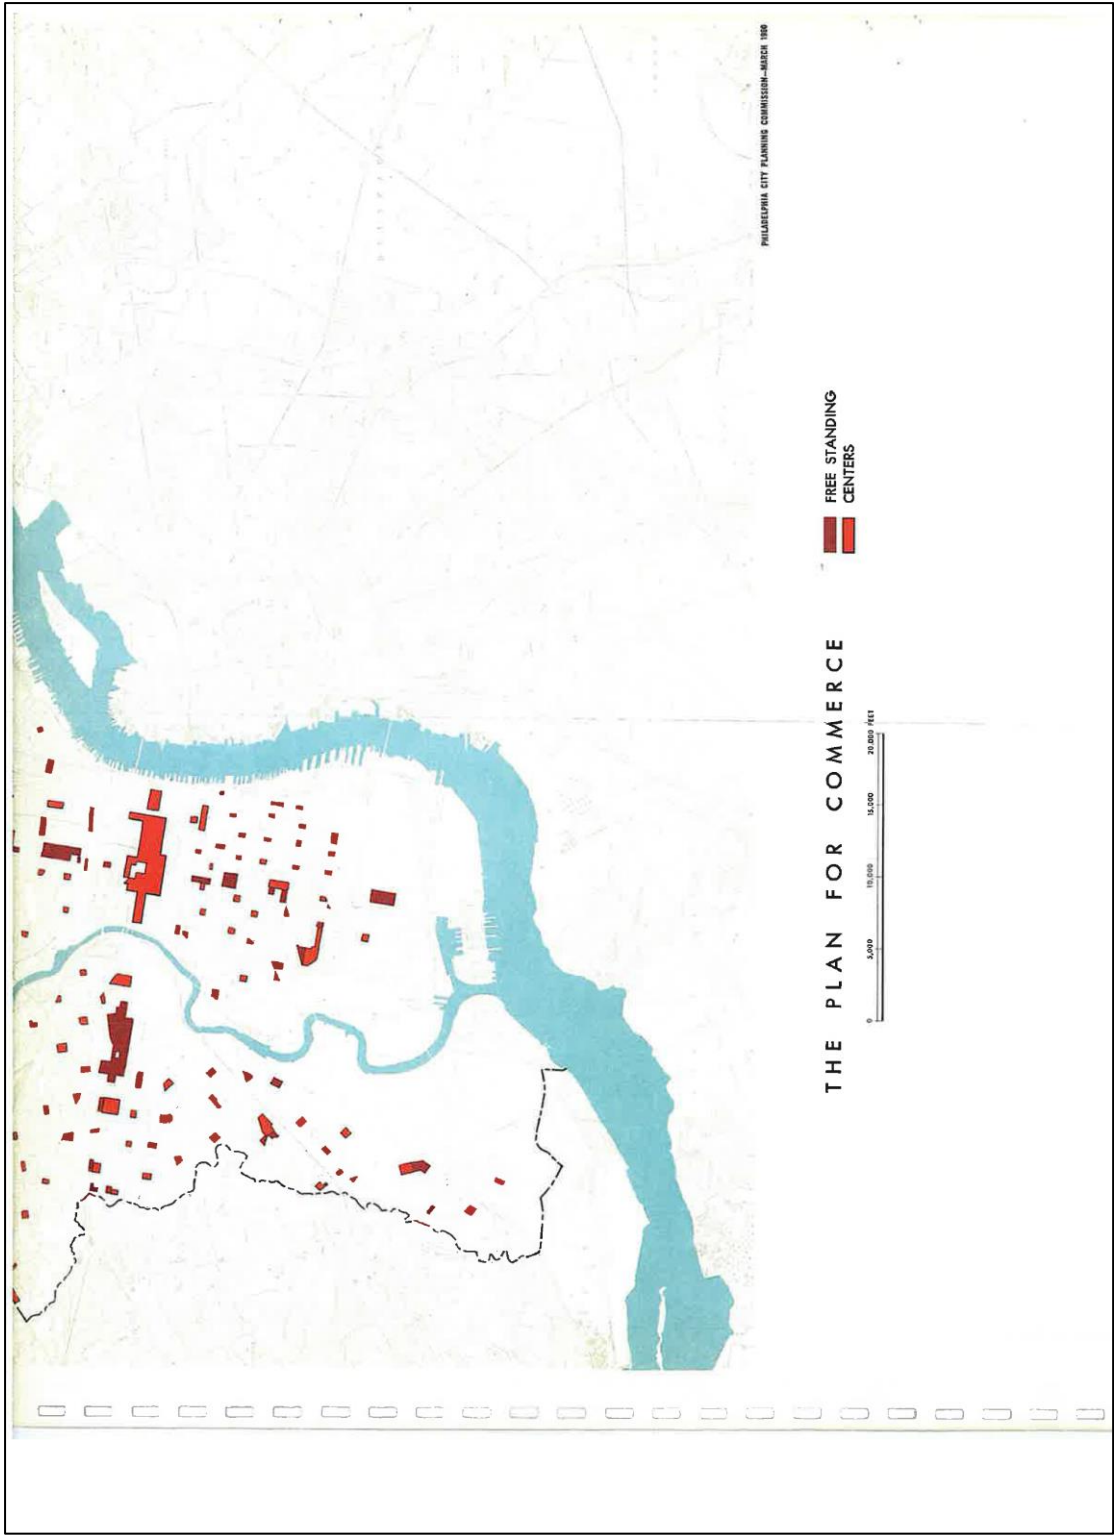 PHILADELPHIA CITY PLANNING COMMISSION—MARCH 1960
FREE STANDING
CENTERS
THE PLAN FOR COMMERCE
0 5,000 10,000 15,000 20,000 FEET